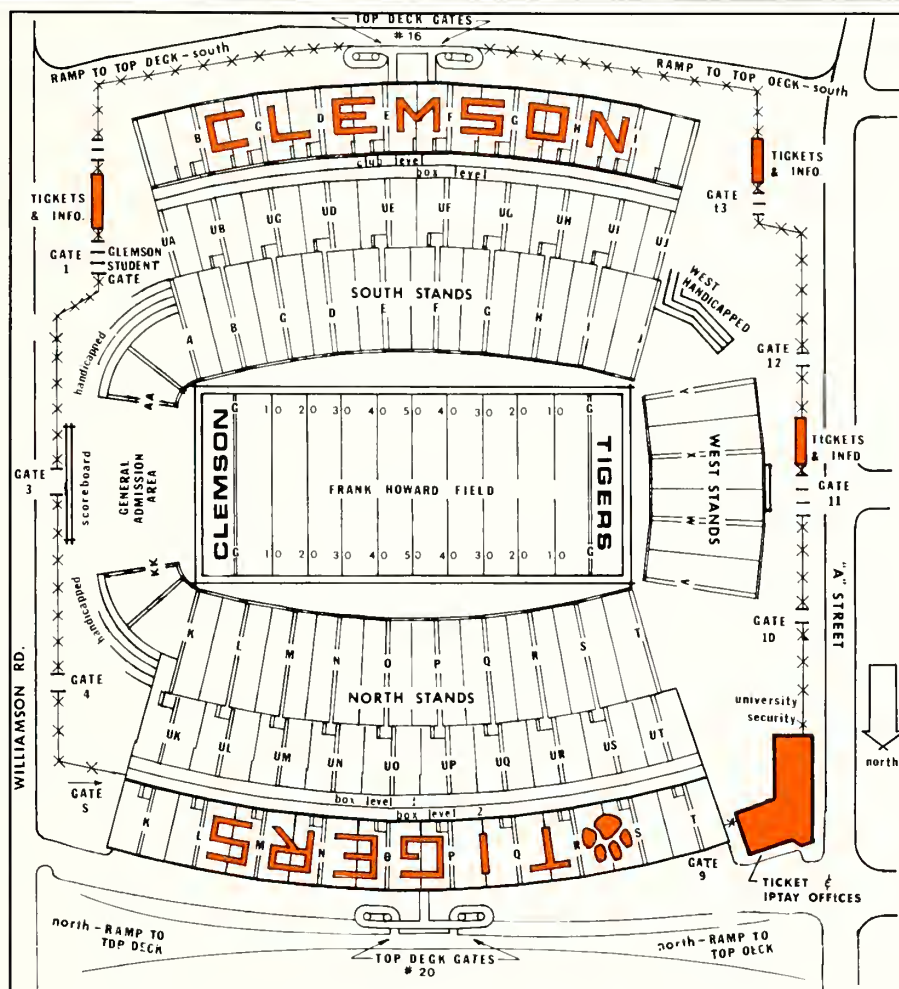 TOP DECK GATES
# 16
RAMP TO TOP DECK-south
RAMP TO TOP DECK-south
B C D E F G H I
CLEMSON
club level
box level
TICKETS
& INFO.
TICKETS
& INFO
GATE
13
GATE
1
CLEMSON
STUDENT
GATE
UA UB UC UD UE UF UG UH UI UJ
SOUTH STANDS
A B C D E F G H I J
WEST
HANDICAPPED
handicapped
AA
GATE
12
G 10 20 30 40 50 40 30 20 10 G
CLEMSON
FRANK HOWARD FIELD
TIGERS
G 10 20 30 40 50 40 30 20 10 G
Y
X
W
V
WEST STANDS
TICKETS
& INFO
GATE
11
GATE
3
scoreboard
GENERAL
ADMISSION
AREA
KK
handicapped
"A" STREET
GATE
10
GATE
4
WILLIAMSON RD.
K L M N O P Q R S T
NORTH STANDS
UK UL UM UN UO UP UQ UR US UT
university
security
north
GATE
5
box level 1
box level 2
K L M N O P Q R S T
TIGERS
GATE
9
TICKET &
IPTAY OFFICES
north-RAMP TO
TOP DECK
north-RAMP TO
TOP DECK
TOP DECK GATES
# 20